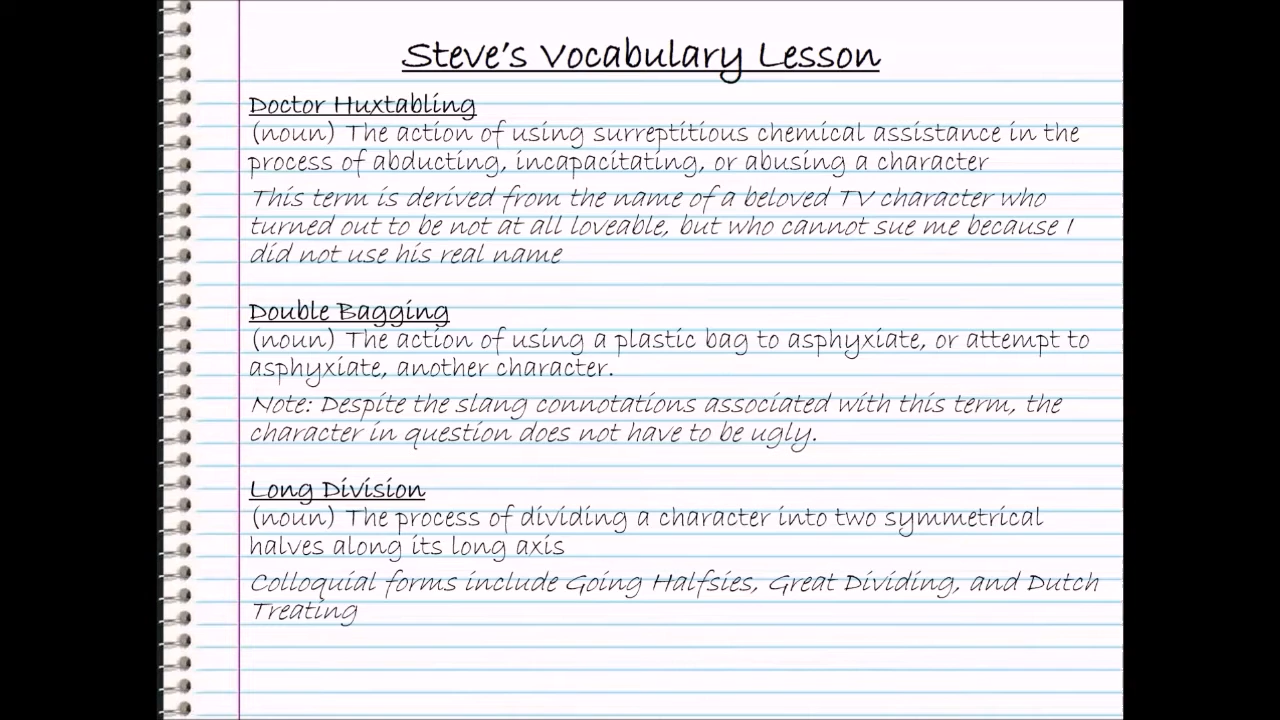 Steve's Vocabulary Lesson
Doctor Huxtabling
(noun) The action of using surreptitious chemical assistance in the
process of abducting, incapacitating, or abusing a character
This term is derived from the name of a beloved TV character who
turned out to be not at all loveable, but who cannot sue me because I
did not use his real name
Double Bagging
(noun) The action of using a plastic bag to asphyxiate, or attempt to
asphyxiate, another character.
Note: Despite the slang connotations associated with this term, the
character in question does not have to be ugly.
Long Division
(noun) The process of dividing a character into two symmetrical
halves along its long axis
Colloquial forms include Going Halfsies, Great Dividing, and Dutch
Treating